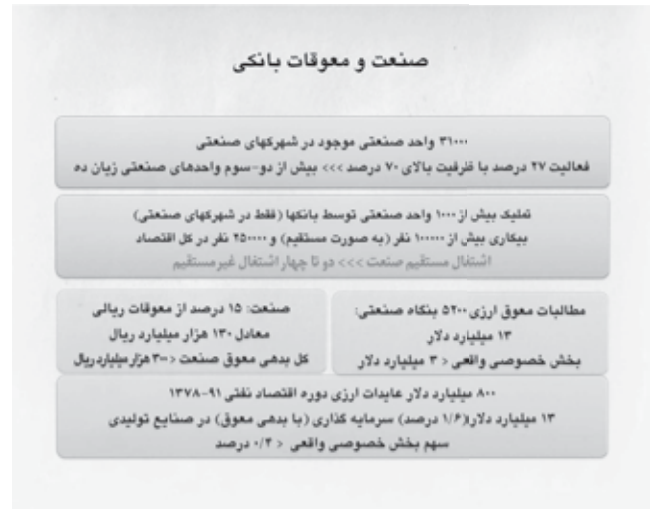 صنعت و معوقات بانکی
۳۱۰۰۰ واحد صنعتی موجود در شهرکهای صنعتی
فعالیت ۲۷ درصد با ظرفیت بالای ۷۰ درصد >>> بیش از دو-سوم واحدهای صنعتی زیان ده
تملیک بیش از ۱۰۰۰ واحد صنعتی توسط بانکها (فقط در شهرکهای صنعتی)
بیکاری بیش از ۱۰۰۰۰۰ نفر (به صورت مستقیم) و ۲۵۰۰۰۰ نفر در کل اقتصاد
اشتغال مستقیم صنعت >>> دو تا چهار اشتغال غیر مستقیم
مطالبات معوق ارزی ۵۲۰۰ بنگاه صنعتی:
۱۳ میلیارد دلار
بخش خصوصی واقعی < ۳ میلیارد دلار
صنعت: ۱۵ درصد از معوقات ریالی
معادل ۱۳۰ هزار میلیارد ریال
کل بدهی معوق صنعت < ۳۰۰ هزار میلیارد ریال
۸۰۰ میلیارد دلار عایدات ارزی دوره اقتصاد نفتی ۹۱-۱۳۷۸
۱۳ میلیارد دلار(۱/۶ درصد) سرمایه گذاری (با بدهی معوق) در صنایع تولیدی
سهم بخش خصوصی واقعی < ۰/۴ درصد